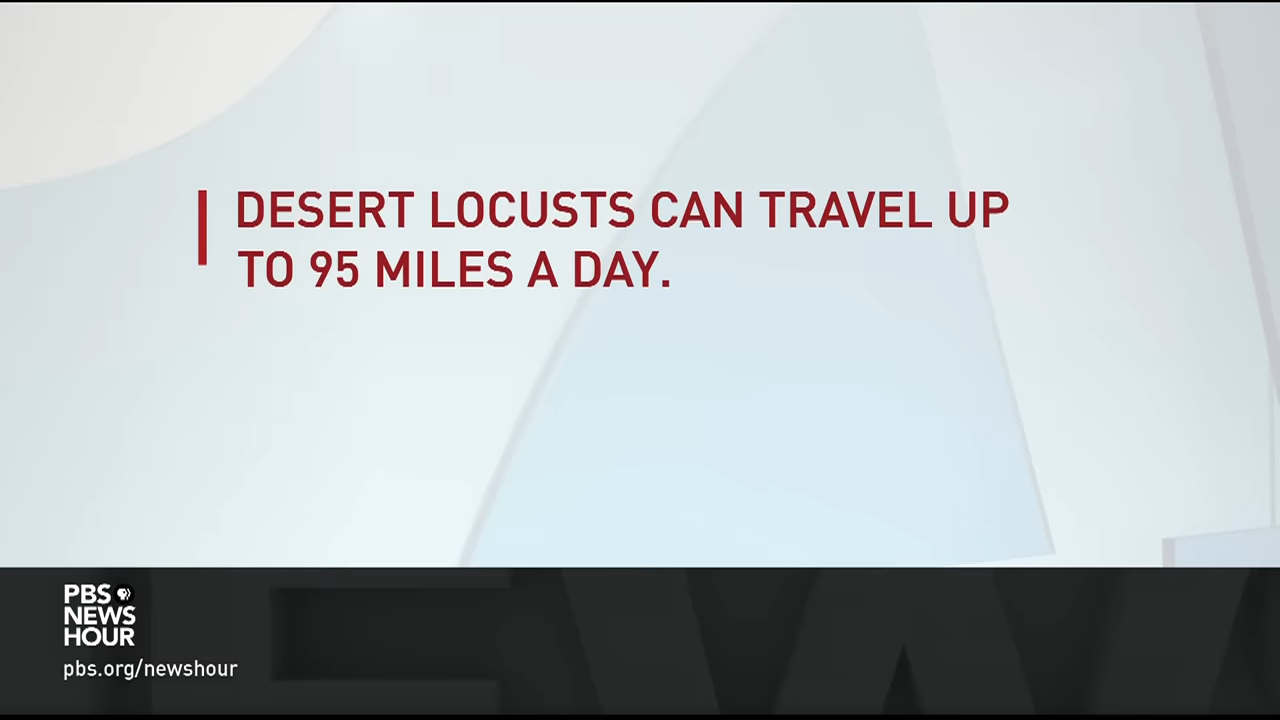 DESERT LOCUSTS CAN TRAVEL UP
TO 95 MILES A DAY.
PBS
NEWS
HOUR
pbs.org/newshour